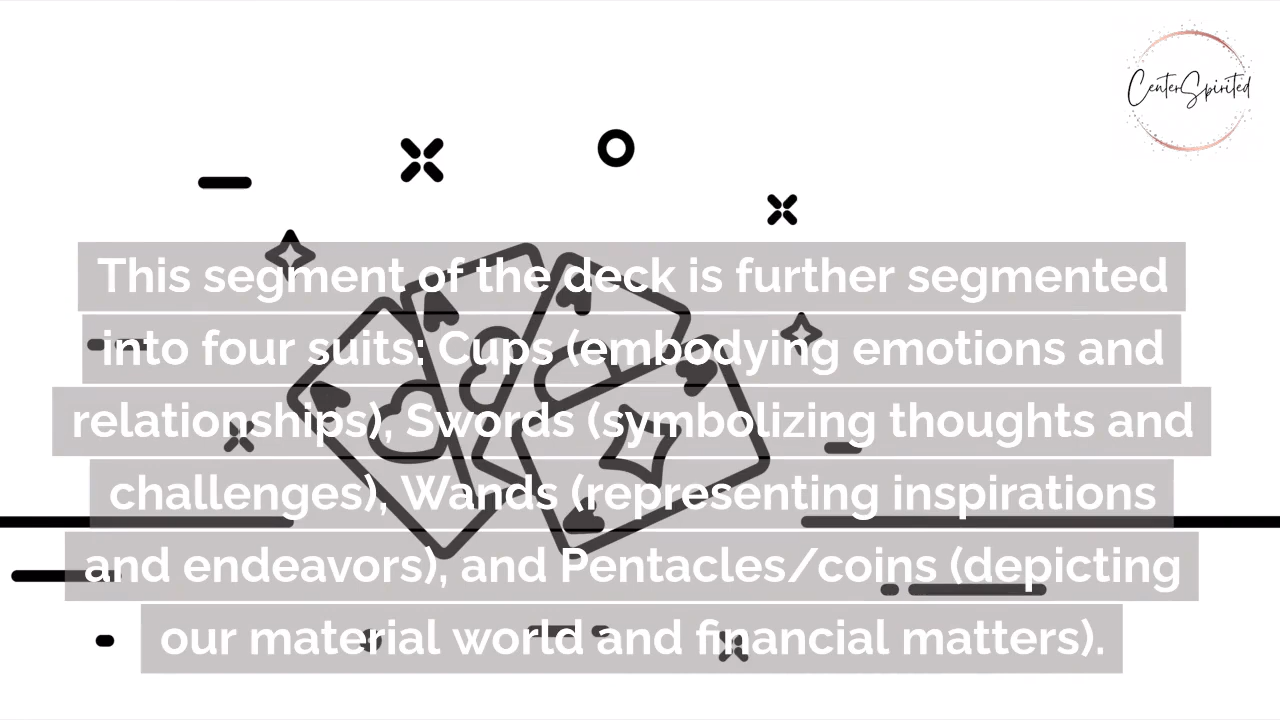 CenterSpirited
This segment of the deck is further segmented
into four suits: Cups (embodying emotions and
relationships), Swords (symbolizing thoughts and
challenges), Wands (representing inspirations
and endeavors), and Pentacles/coins (depicting
our material world and financial matters).